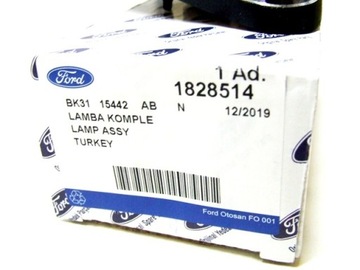 Ford
1 Ad.
1828514
BK31 15442 AB N 12/2019
LAMBA KOMPLE
LAMP ASSY
TURKEY
Ford Otosan FO 001